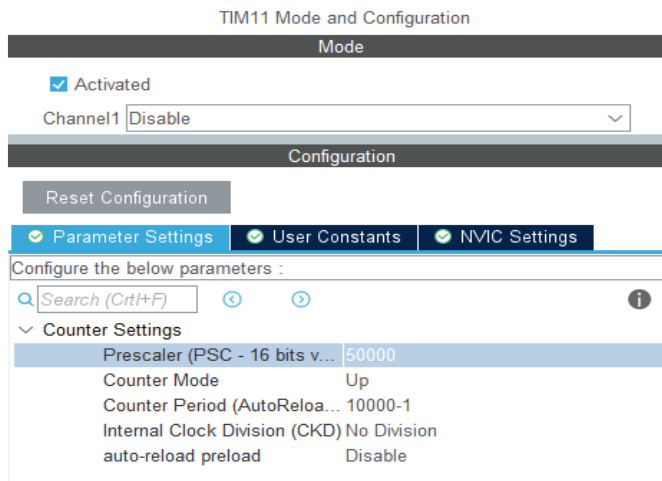 TIM11 Mode and Configuration
Mode
Activated
Channel1 Disable
Configuration
Reset Configuration
Parameter Settings User Constants NVIC Settings
Configure the below parameters :
Search (Crtl+F)
Counter Settings
Prescaler (PSC - 16 bits v... 50000
Counter Mode Up
Counter Period (AutoReloa... 10000-1
Internal Clock Division (CKD) No Division
auto-reload preload Disable